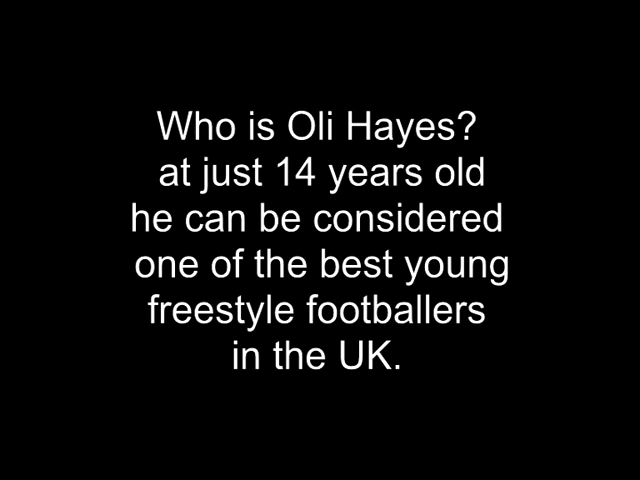 Who is Oli Hayes?
at just 14 years old
he can be considered
one of the best young
freestyle footballers
in the UK.